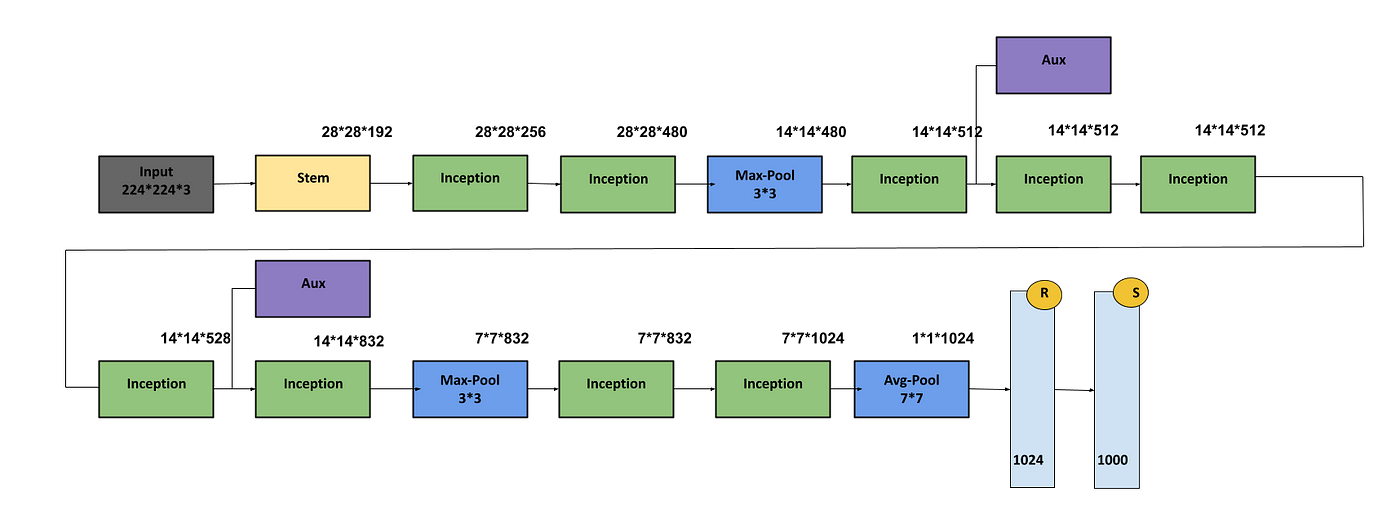 Aux
28*28*192
28*28*256
28*28*480
14*14*480
14*14*512
14*14*512
14*14*512
Input
224*224*3
Stem
Inception
Inception
Max-Pool
3*3
Inception
Inception
Inception
Aux
R
S
14*14*528
14*14*832
7*7*832
7*7*832
7*7*1024
1*1*1024
Inception
Inception
Max-Pool
3*3
Inception
Inception
Avg-Pool
7*7
1024
1000